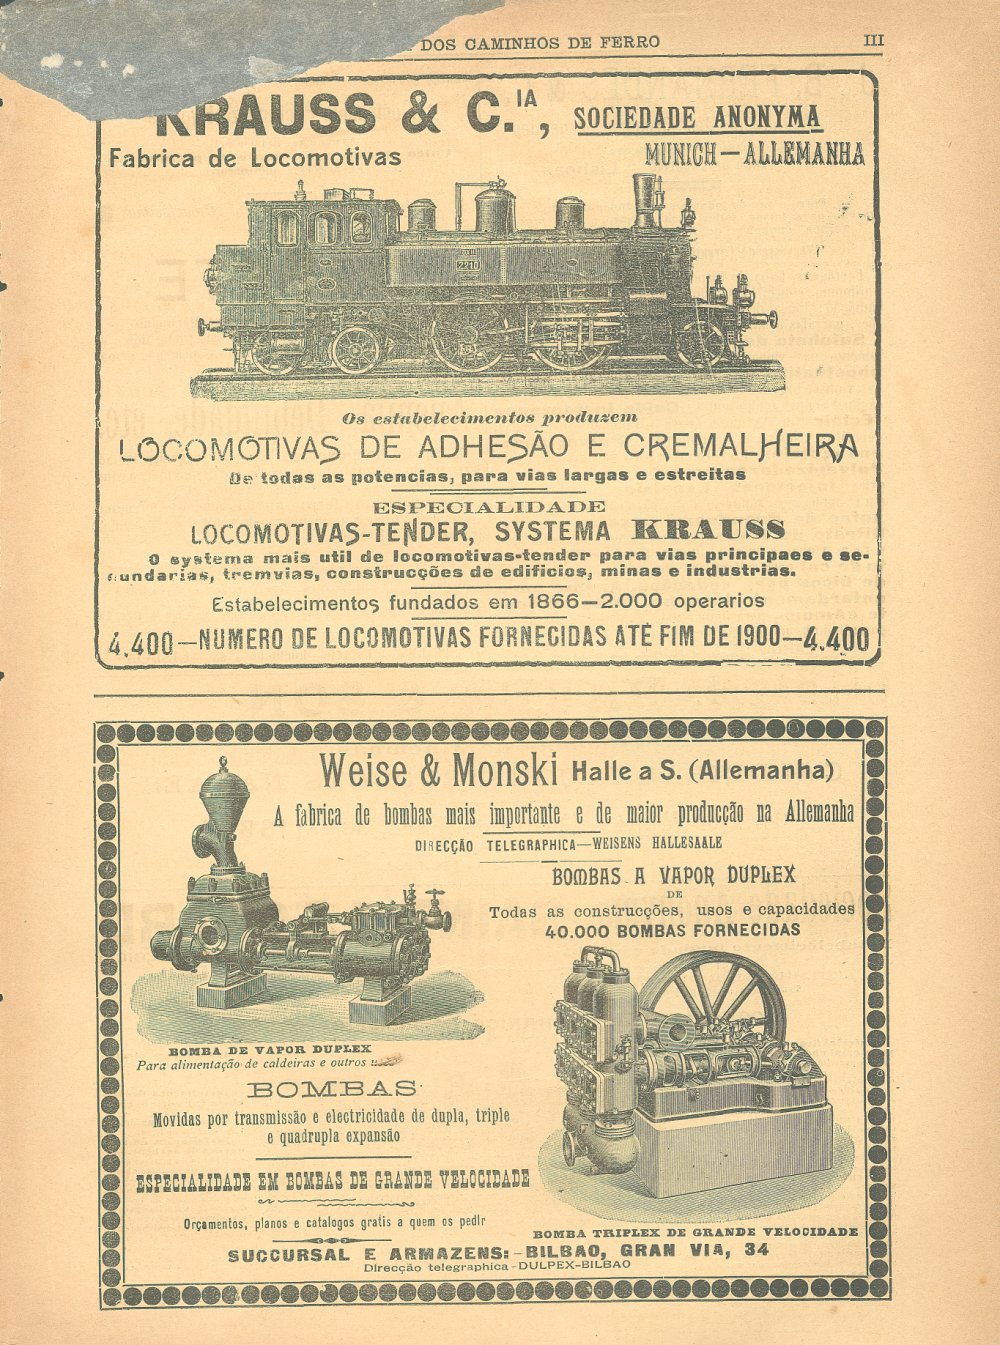 DOS CAMINHOS DE FERRO III
KRAUSS & C.IA, SOCIEDADE ANONYMA
Fabrica de Locomotivas MUNICH—ALLEMANHA
2210
Os estabelecimentos produzem
LOCOMOTIVAS DE ADHESÃO E CREMALHEIRA
De todas as potencias, para vias largas e estreitas
ESPECIALIDADE
LOCOMOTIVAS-TENDER, SYSTEMA KRAUSS
O systema mais util de locomotivas-tender para vias principaes e se-
cundarias, tremvias, construcções de edificios, minas e industrias.
Estabelecimentos fundados em 1866—2.000 operarios
4.400—NUMERO DE LOCOMOTIVAS FORNECIDAS ATÉ FIM DE 1900—4.400
Weise & Monski Halle a S. (Allemanha)
A fabrica de bombas mais importante e de maior producção na Allemanha
DIRECÇÃO TELEGRAPHICA—WEISENS HALLESAALE
BOMBAS A VAPOR DUPLEX
DE
Todas as construcções, usos e capacidades
40.000 BOMBAS FORNECIDAS
BOMBA DE VAPOR DUPLEX
Para alimentação de caldeiras e outros
BOMBAS
Movidas por transmissão e electricidade de dupla, triple
e quadrupla expansão
ESPECIALIDADE EM BOMBAS DE GRANDE VELOCIDADE
Orçamentos, planos e catalogos gratis a quem os pedir
BOMBA TRIPLEX DE GRANDE VELOCIDADE
SUCCURSAL E ARMAZENS:-BILBAO, GRAN VIA, 34
Direcção telegraphica-DULPEX-BILBAO